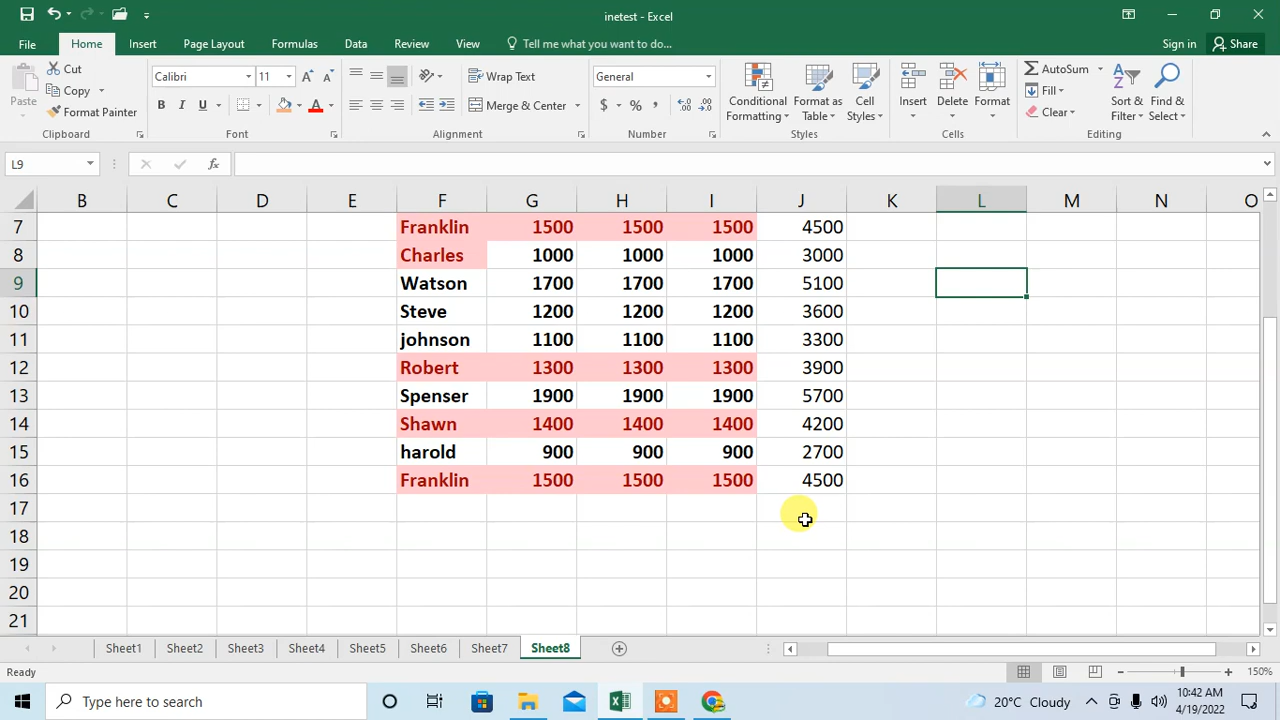 inetest - Excel
File Home Insert Page Layout Formulas Data Review View Tell me what you want to do... Sign in Share
Paste Cut Copy Format Painter Clipboard
Calibri 11 B I U A Font
Wrap Text Merge & Center Alignment
General $ % , Number
Conditional Formatting Format as Table Cell Styles Styles
Insert Delete Format Cells
AutoSum Fill Clear Sort & Filter Find & Select Editing
L9 fx
B C D E F G H I J K L M N O
7 Franklin 1500 1500 1500 4500
8 Charles 1000 1000 1000 3000
9 Watson 1700 1700 1700 5100
10 Steve 1200 1200 1200 3600
11 johnson 1100 1100 1100 3300
12 Robert 1300 1300 1300 3900
13 Spenser 1900 1900 1900 5700
14 Shawn 1400 1400 1400 4200
15 harold 900 900 900 2700
16 Franklin 1500 1500 1500 4500
17
18
19
20
21
Sheet1 Sheet2 Sheet3 Sheet4 Sheet5 Sheet6 Sheet7 Sheet8
Ready 150%
Type here to search 20°C Cloudy 10:42 AM
4/19/2022